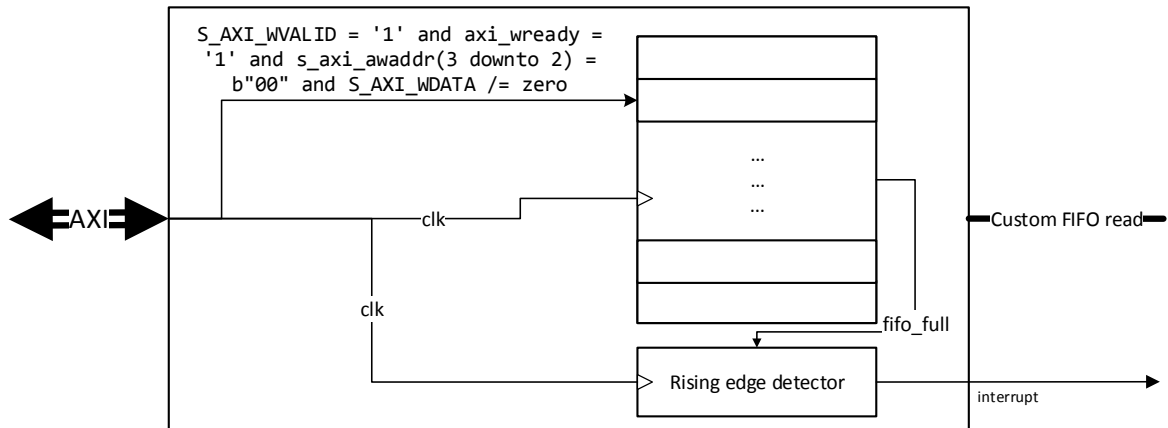 S_AXI_WVALID = '1' and axi_wready =
'1' and s_axi_awaddr(3 downto 2) =
b"00" and S_AXI_WDATA /= zero
...
...
...
AXI
clk
Custom FIFO read
clk
fifo_full
Rising edge detector
interrupt